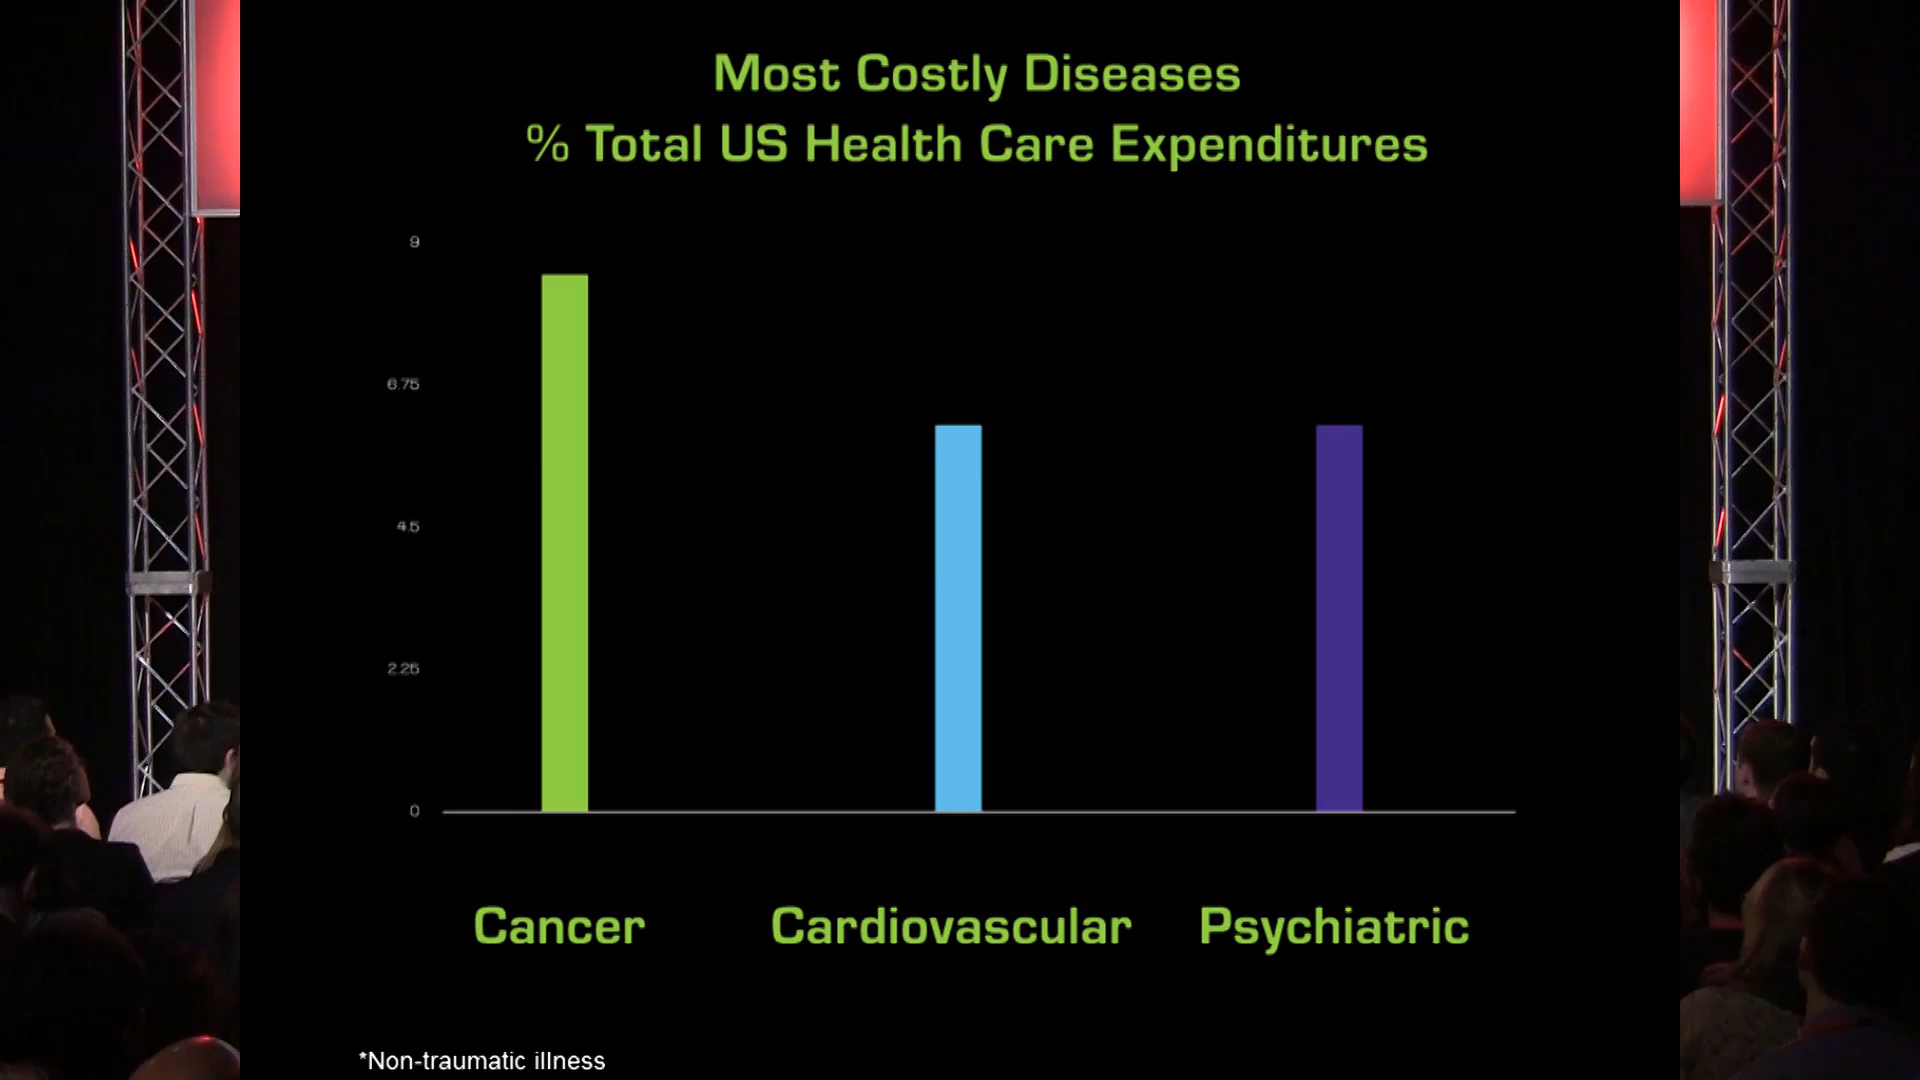 Most Costly Diseases
% Total US Health Care Expenditures
9
6.75
4.5
2.25
0
Cancer Cardiovascular Psychiatric
*Non-traumatic illness